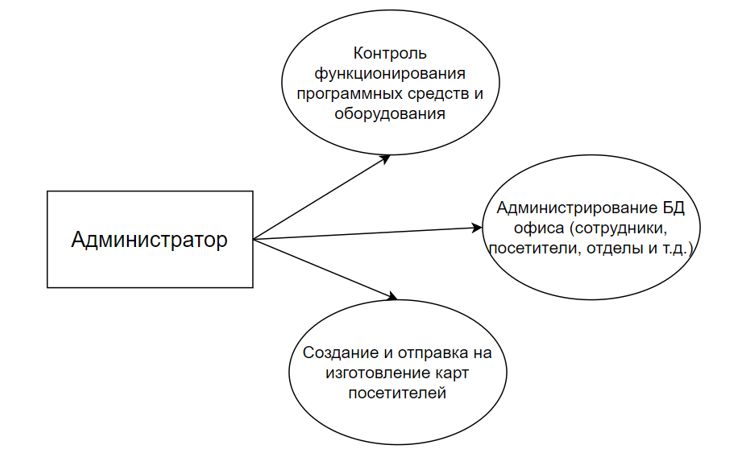 Контроль
функционирования
программных средств и
оборудования
Администратор
Администрирование БД
офиса (сотрудники,
посетители, отделы и т.д.)
Создание и отправка на
изготовление карт
посетителей